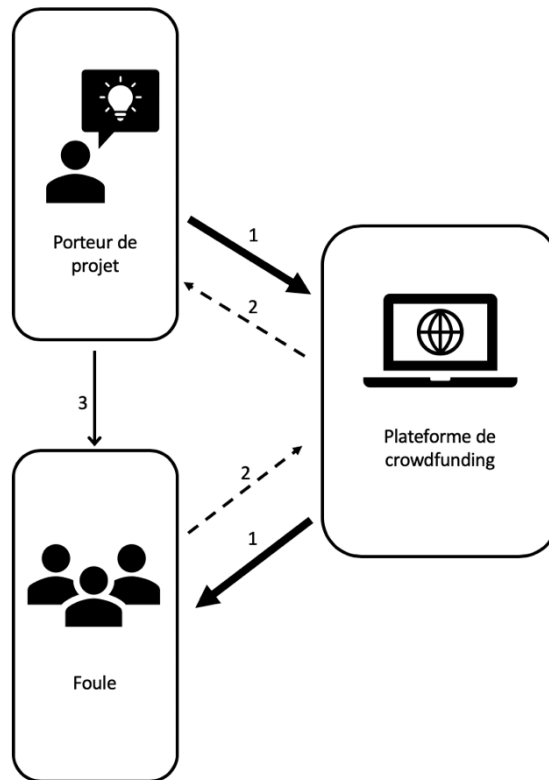 Porteur de
projet
1
2
3
Plateforme de
crowdfunding
2
1
Foule